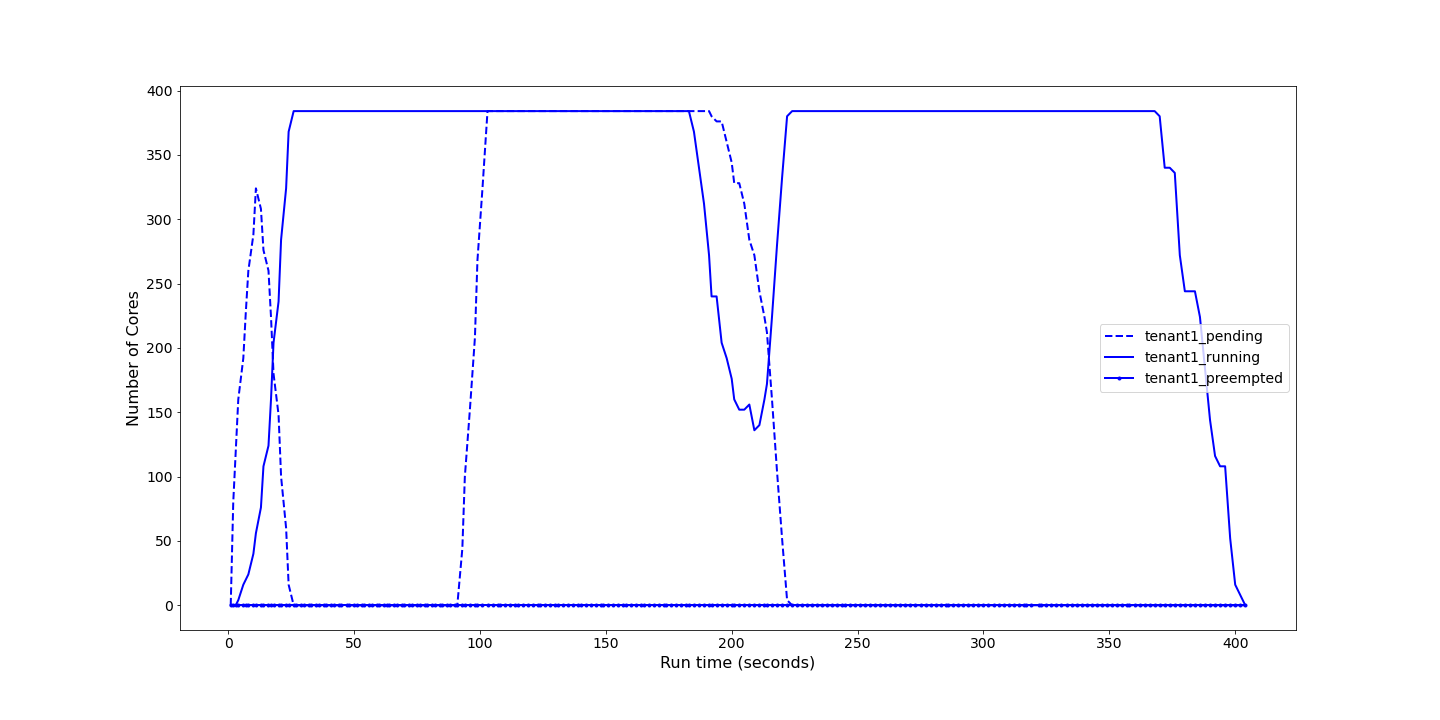 400
350
300
250
200
150
100
50
0
Number of Cores
tenant1_pending
tenant1_running
tenant1_preempted
0 50 100 150 200 250 300 350 400
Run time (seconds)